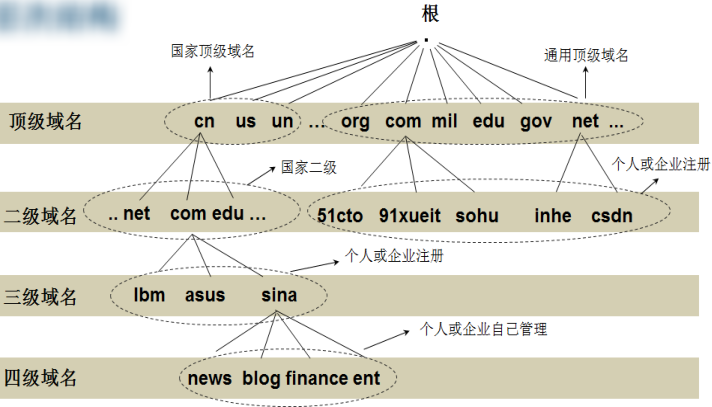 根
.
国家顶级域名
通用顶级域名
顶级域名 cn us un ... org com mil edu gov net ...
国家二级
个人或企业注册
二级域名 .. net com edu ... 51cto 91xueit sohu inhe csdn
个人或企业注册
三级域名 lbm asus sina
个人或企业自己管理
四级域名 news blog finance ent